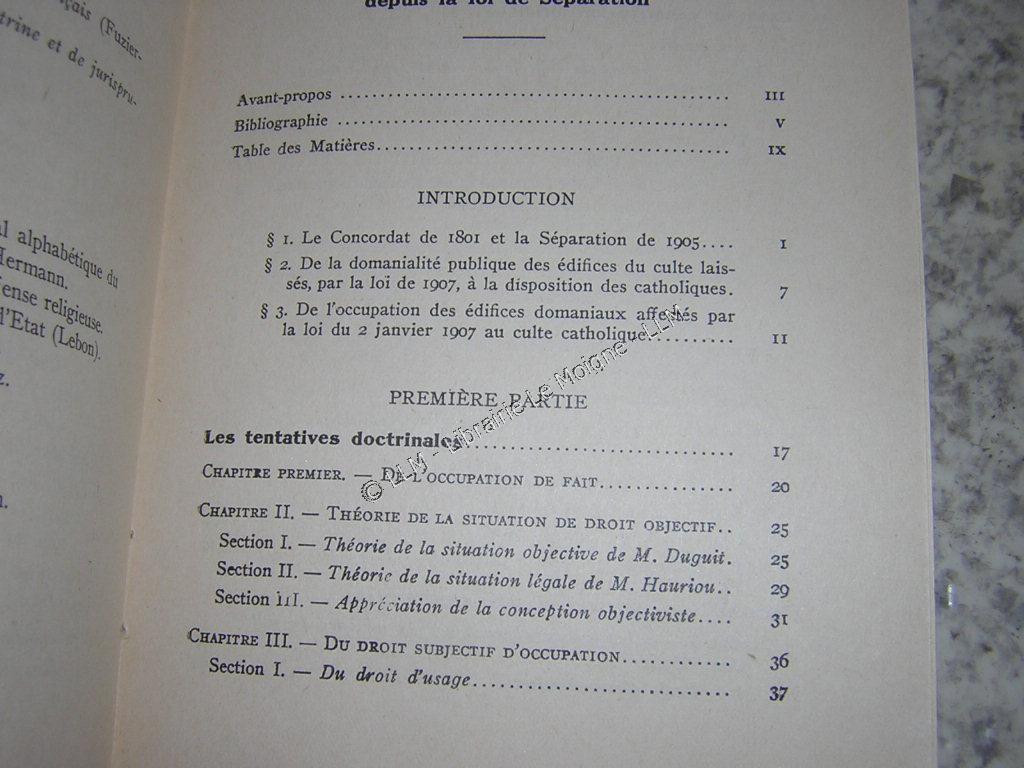 çais (Fuzier-
trine et de jurispru-
l alphabétique du
Hermann.
ense religieuse.
d'Etat (Lebon).
z.
depuis la loi de Séparation
Avant-propos ........ III
Bibliographie ........ V
Table des Matières........ IX
INTRODUCTION
§ 1. Le Concordat de 1801 et la Séparation de 1905.... 1
§ 2. De la domanialité publique des édifices du culte lais-
sés, par la loi de 1907, à la disposition des catholiques. 7
§ 3. De l'occupation des édifices domaniaux affectés par
la loi du 2 janvier 1907 au culte catholique.......... 11
PREMIÈRE PARTIE
Les tentatives doctrinales........ 17
CHAPITRE PREMIER. — DE L'OCCUPATION DE FAIT........ 20
CHAPITRE II. — THÉORIE DE LA SITUATION DE DROIT OBJECTIF.. 25
Section I. — Théorie de la situation objective de M. Duguit. 25
Section II. — Théorie de la situation légale de M. Hauriou.. 29
Section III. — Appréciation de la conception objectiviste.... 31
CHAPITRE III. — DU DROIT SUBJECTIF D'OCCUPATION............ 36
Section I. — Du droit d'usage........ 37
© LLM - Librairie Le Moigne - LLM